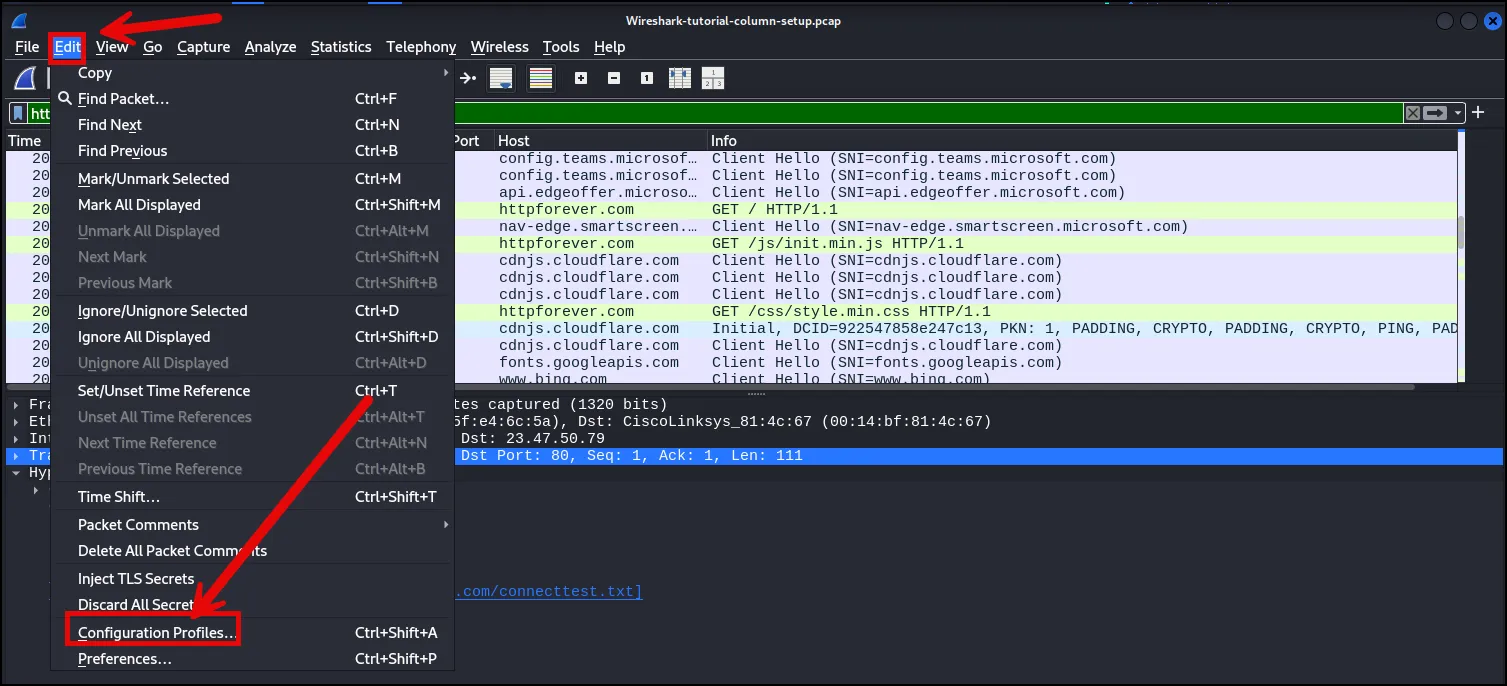 Wireshark-tutorial-column-setup.pcap
File Edit View Go Capture Analyze Statistics Telephony Wireless Tools Help
Copy
Find Packet… Ctrl+F
Find Next Ctrl+N
Find Previous Ctrl+B
Mark/Unmark Selected Ctrl+M
Mark All Displayed Ctrl+Shift+M
Unmark All Displayed Ctrl+Alt+M
Next Mark Ctrl+Shift+N
Previous Mark Ctrl+Shift+B
Ignore/Unignore Selected Ctrl+D
Ignore All Displayed Ctrl+Shift+D
Unignore All Displayed Ctrl+Alt+D
Set/Unset Time Reference Ctrl+T
Unset All Time References Ctrl+Alt+T
Next Time Reference Ctrl+Alt+N
Previous Time Reference Ctrl+Alt+B
Time Shift… Ctrl+Shift+T
Packet Comments
Delete All Packet Comments
Inject TLS Secrets
Discard All Secret
Configuration Profiles… Ctrl+Shift+A
Preferences… Ctrl+Shift+P
htt
Time Port Host Info
20 config.teams.microsof… Client Hello (SNI=config.teams.microsoft.com)
20 config.teams.microsof… Client Hello (SNI=config.teams.microsoft.com)
20 api.edgeoffer.microso… Client Hello (SNI=api.edgeoffer.microsoft.com)
20 httpforever.com GET / HTTP/1.1
20 nav-edge.smartscreen.… Client Hello (SNI=nav-edge.smartscreen.microsoft.com)
20 httpforever.com GET /js/init.min.js HTTP/1.1
20 cdnjs.cloudflare.com Client Hello (SNI=cdnjs.cloudflare.com)
20 cdnjs.cloudflare.com Client Hello (SNI=cdnjs.cloudflare.com)
20 cdnjs.cloudflare.com Client Hello (SNI=cdnjs.cloudflare.com)
20 httpforever.com GET /css/style.min.css HTTP/1.1
20 cdnjs.cloudflare.com Initial, DCID=922547858e247c13, PKN: 1, PADDING, CRYPTO, PADDING, CRYPTO, PING, PAD
20 cdnjs.cloudflare.com Client Hello (SNI=cdnjs.cloudflare.com)
20 fonts.googleapis.com Client Hello (SNI=fonts.googleapis.com)
20 www.bing.com Client Hello (SNI=www.bing.com)
Fra tes captured (1320 bits)
Eth 5f:e4:6c:5a), Dst: CiscoLinksys_81:4c:67 (00:14:bf:81:4c:67)
Int Dst: 23.47.50.79
Tra Dst Port: 80, Seq: 1, Ack: 1, Len: 111
Hyp
.com/connecttest.txt]